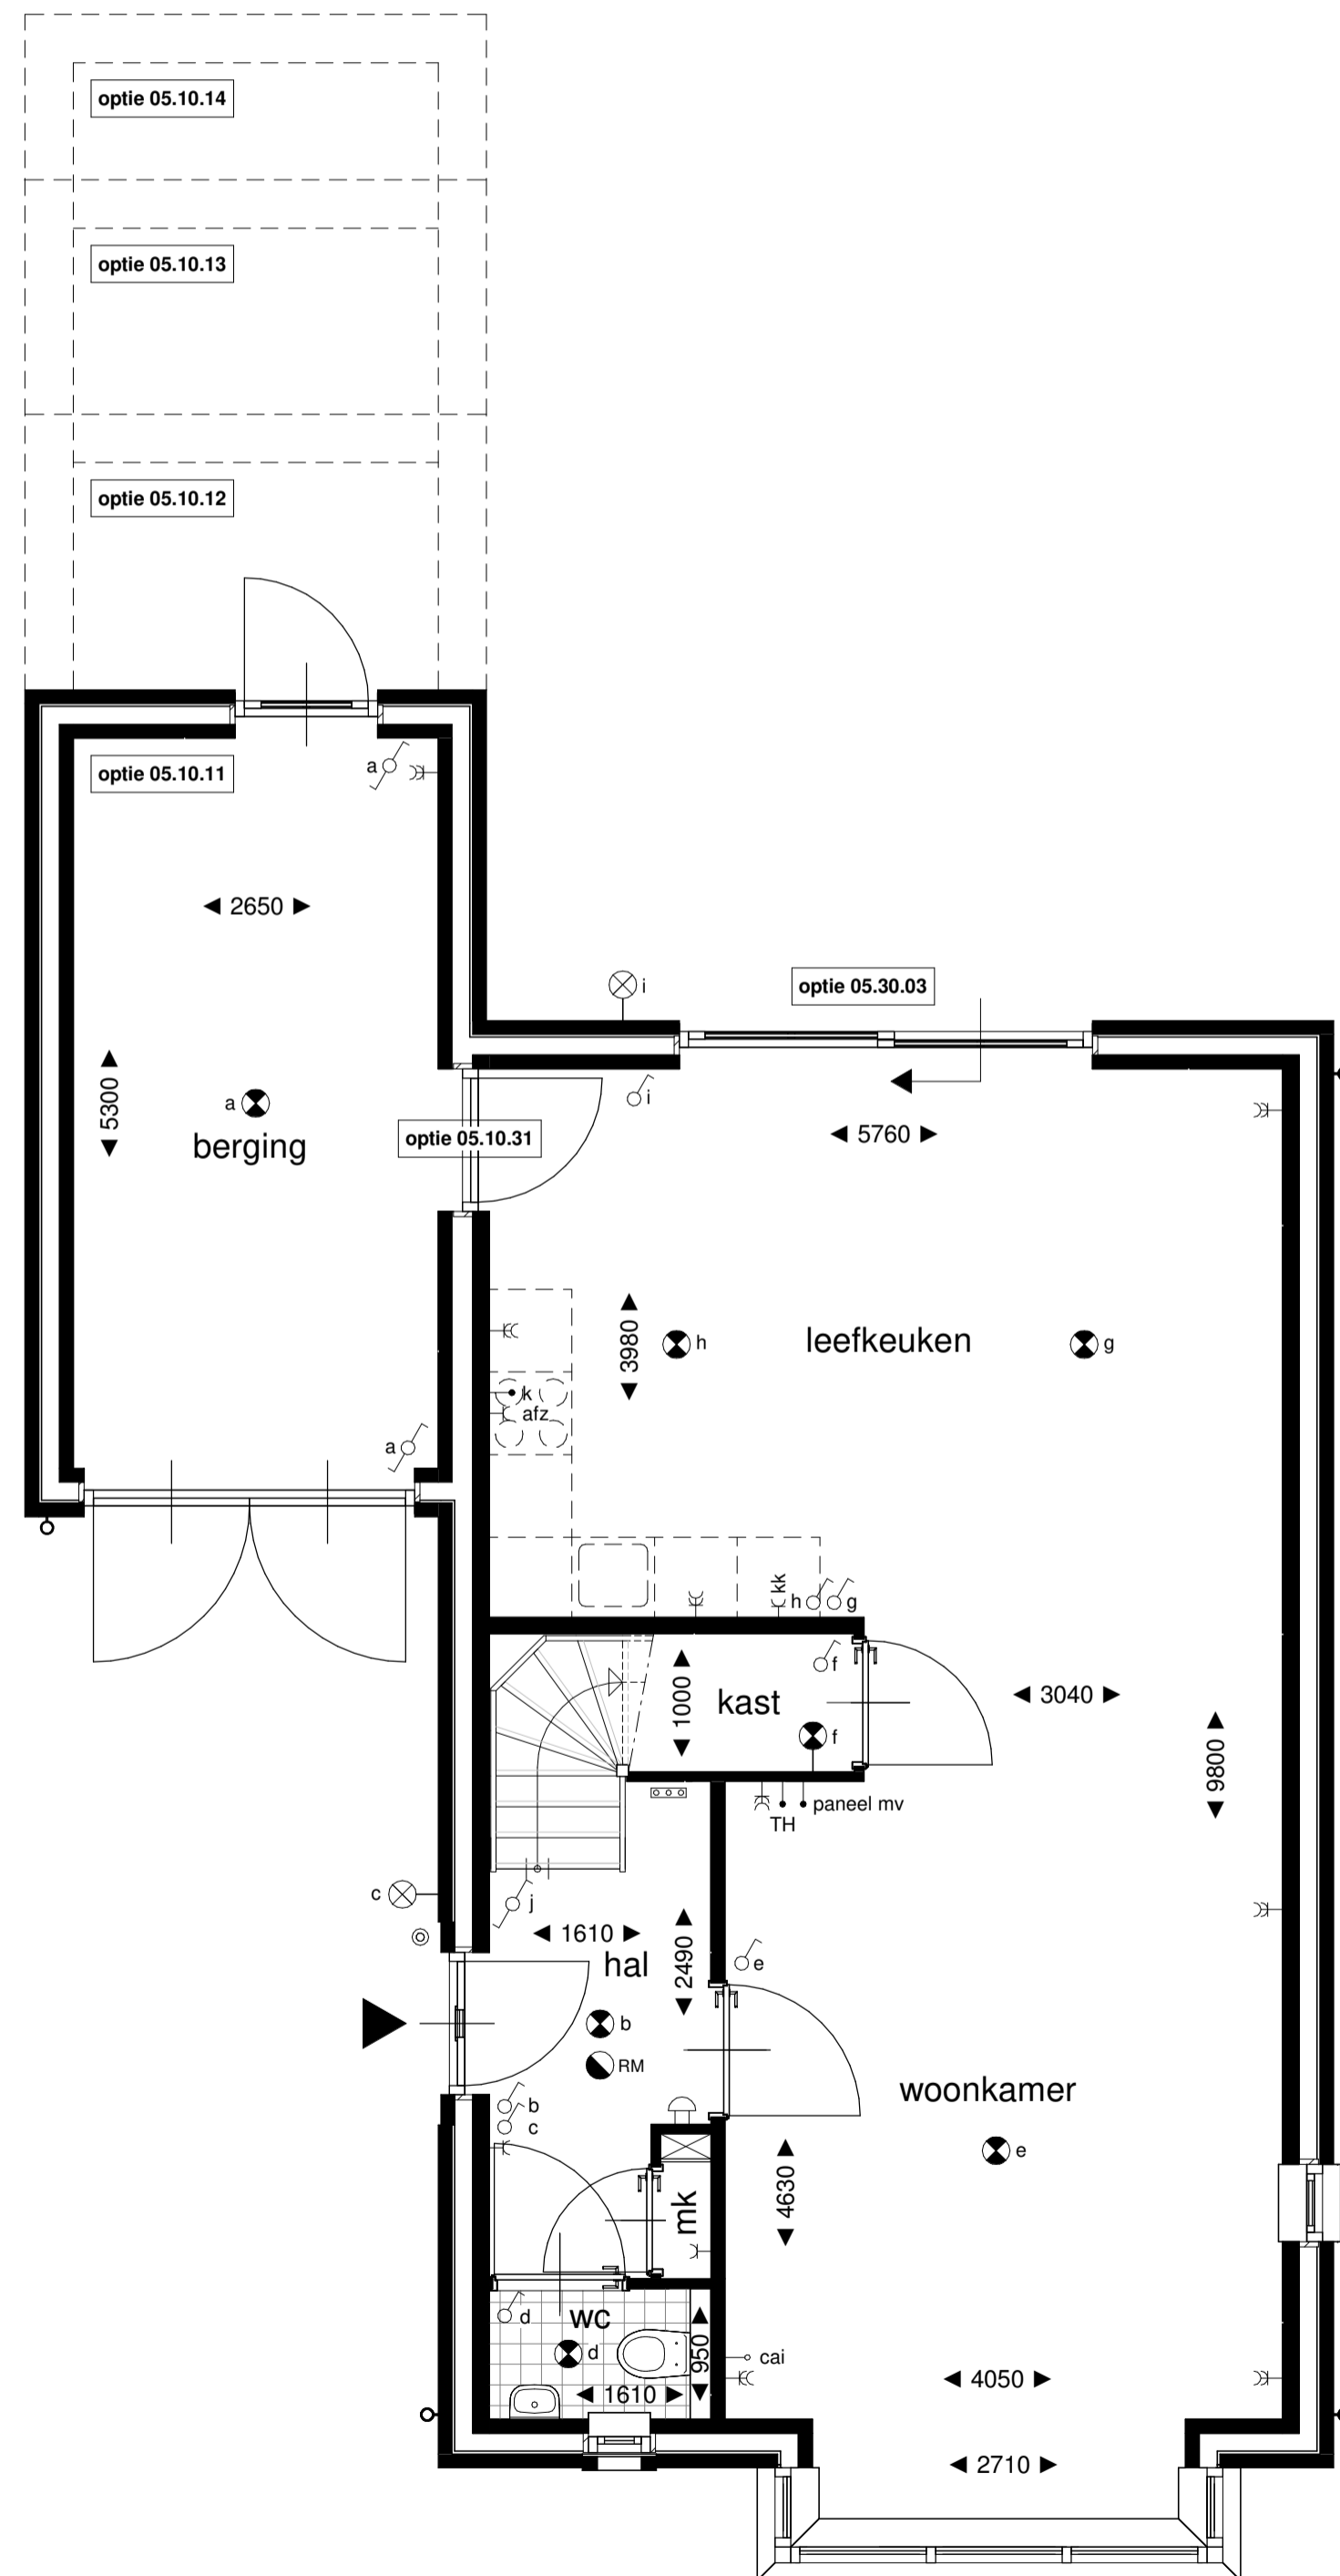 optie 05.10.14
optie 05.10.13
optie 05.10.12
optie 05.10.11
a
2650
i
optie 05.30.03
5300
a
berging
i
optie 05.10.31
5760
3980
h
leefkeuken
g
k
afz
a
kk
h
g
1000
kast
f
f
3040
9800
paneel mv
TH
c
j
1610
hal
2490
e
b
RM
b
c
woonkamer
e
4630
mk
d
wc
d
950
1610
cai
4050
2710